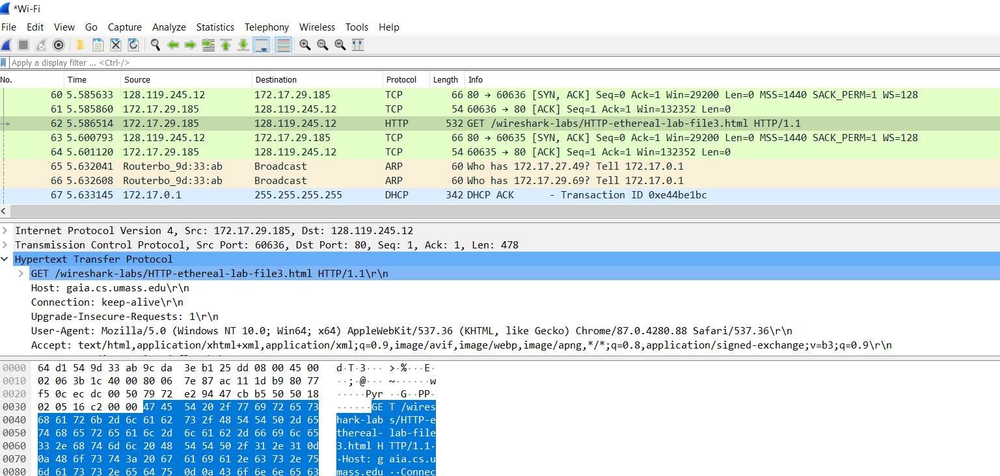 *Wi-Fi
File Edit View Go Capture Analyze Statistics Telephony Wireless Tools Help
Apply a display filter ... <Ctrl-/>
No. Time Source Destination Protocol Length Info
60 5.585633 128.119.245.12 172.17.29.185 TCP 66 80 → 60636 [SYN, ACK] Seq=0 Ack=1 Win=29200 Len=0 MSS=1440 SACK_PERM=1 WS=128
61 5.585860 172.17.29.185 128.119.245.12 TCP 54 60636 → 80 [ACK] Seq=1 Ack=1 Win=132352 Len=0
62 5.586514 172.17.29.185 128.119.245.12 HTTP 532 GET /wireshark-labs/HTTP-ethereal-lab-file3.html HTTP/1.1
63 5.600793 128.119.245.12 172.17.29.185 TCP 66 80 → 60635 [SYN, ACK] Seq=0 Ack=1 Win=29200 Len=0 MSS=1440 SACK_PERM=1 WS=128
64 5.601120 172.17.29.185 128.119.245.12 TCP 54 60635 → 80 [ACK] Seq=1 Ack=1 Win=132352 Len=0
65 5.632041 Routerbo_9d:33:ab Broadcast ARP 60 Who has 172.17.27.49? Tell 172.17.0.1
66 5.632608 Routerbo_9d:33:ab Broadcast ARP 60 Who has 172.17.29.69? Tell 172.17.0.1
67 5.633145 172.17.0.1 255.255.255.255 DHCP 342 DHCP ACK - Transaction ID 0xe44be1bc
Internet Protocol Version 4, Src: 172.17.29.185, Dst: 128.119.245.12
Transmission Control Protocol, Src Port: 60636, Dst Port: 80, Seq: 1, Ack: 1, Len: 478
Hypertext Transfer Protocol
GET /wireshark-labs/HTTP-ethereal-lab-file3.html HTTP/1.1\r\n
Host: gaia.cs.umass.edu\r\n
Connection: keep-alive\r\n
Upgrade-Insecure-Requests: 1\r\n
User-Agent: Mozilla/5.0 (Windows NT 10.0; Win64; x64) AppleWebKit/537.36 (KHTML, like Gecko) Chrome/87.0.4280.88 Safari/537.36\r\n
Accept: text/html,application/xhtml+xml,application/xml;q=0.9,image/avif,image/webp,image/apng,*/*;q=0.8,application/signed-exchange;v=b3;q=0.9\r\n
0000 64 d1 54 9d 33 ab 9c da 3e b1 25 dd 08 00 45 00 d·T·3··· >·%···E·
0010 02 06 3b 1c 40 00 80 06 7e 87 ac 11 1d b9 80 77 ··;·@··· ~······w
0020 f5 0c ec dc 00 50 79 72 e2 94 47 cb b5 50 50 18 ·····Pyr ··G··PP·
0030 02 05 16 c2 00 00 47 45 54 20 2f 77 69 72 65 73 ······GE T /wires
0040 68 61 72 6b 2d 6c 61 62 73 2f 48 54 54 50 2d 65 hark-lab s/HTTP-e
0050 74 68 65 72 65 61 6c 2d 6c 61 62 2d 66 69 6c 65 thereal- lab-file
0060 33 2e 68 74 6d 6c 20 48 54 54 50 2f 31 2e 31 0d 3.html H TTP/1.1·
0070 0a 48 6f 73 74 3a 20 67 61 69 61 2e 63 73 2e 75 ·Host: g aia.cs.u
0080 6d 61 73 73 2e 65 64 75 0d 0a 43 6f 6e 6e 65 63 mass.edu ··Connec